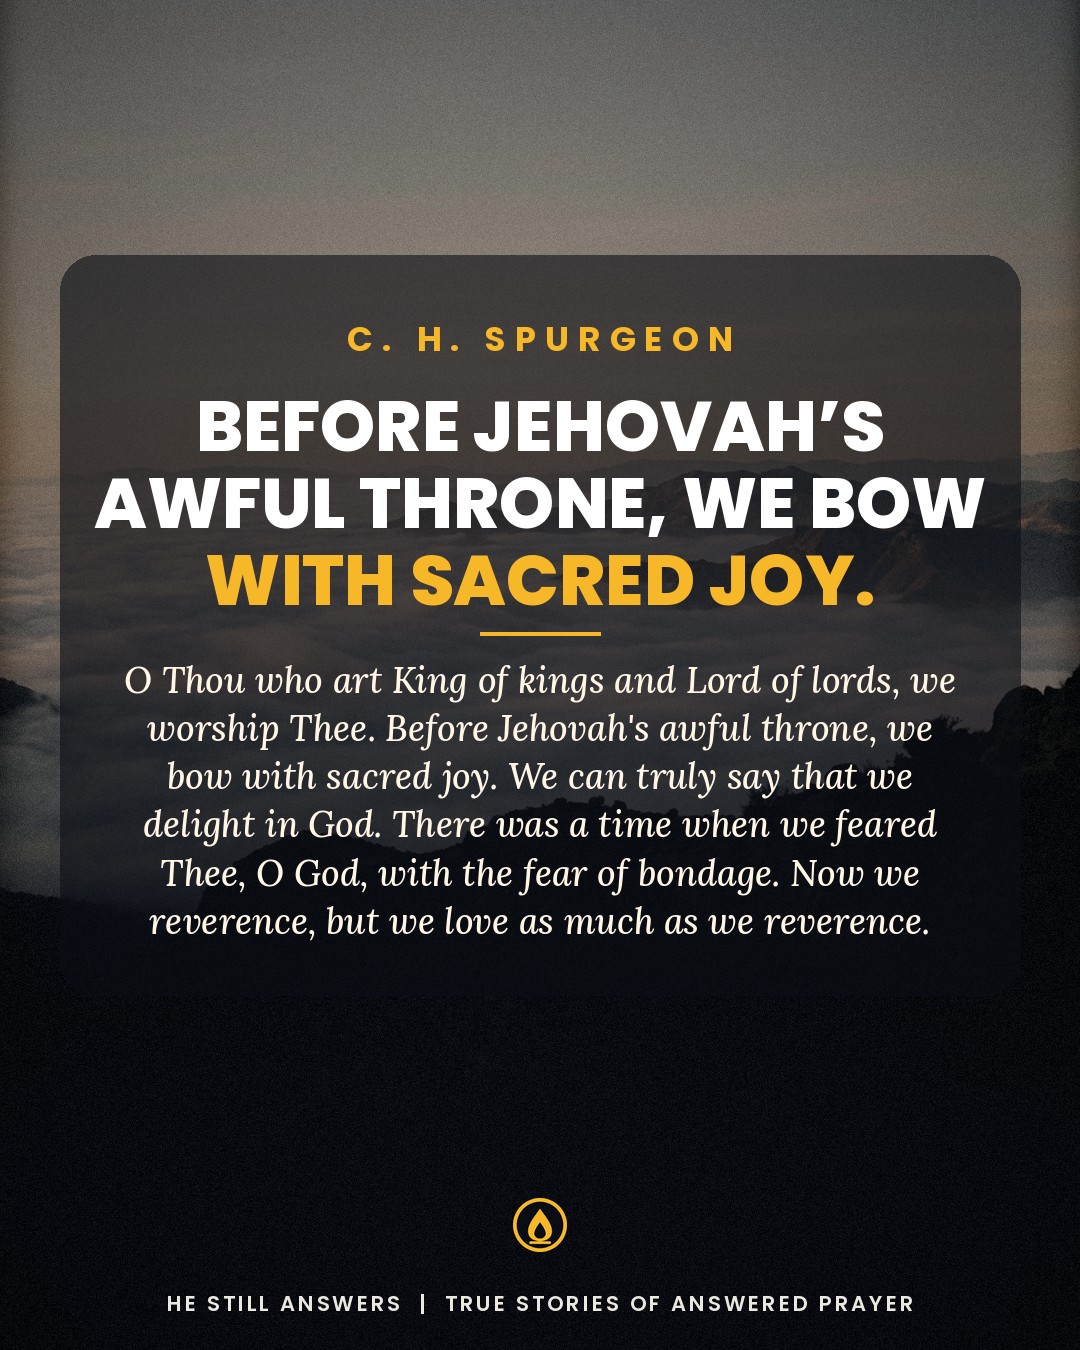 C. H. SPURGEON
BEFORE JEHOVAH’S
AWFUL THRONE, WE BOW
WITH SACRED JOY.
O Thou who art King of kings and Lord of lords, we
worship Thee. Before Jehovah's awful throne, we
bow with sacred joy. We can truly say that we
delight in God. There was a time when we feared
Thee, O God, with the fear of bondage. Now we
reverence, but we love as much as we reverence.
HE STILL ANSWERS | TRUE STORIES OF ANSWERED PRAYER